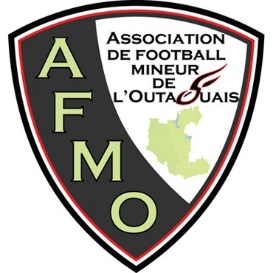 AFMO
ASSOCIATION
DE FOOTBALL
MINEUR
DE
L'OUTAOUAIS